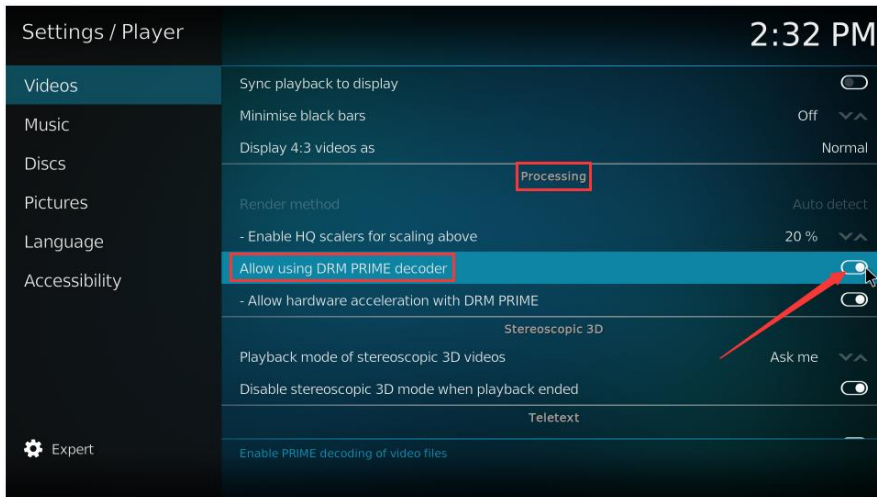 Settings / Player
2:32 PM
Videos
Music
Discs
Pictures
Language
Accessibility
Expert
Sync playback to display
Minimise black bars Off
Display 4:3 videos as Normal
Processing
Render method Auto detect
- Enable HQ scalers for scaling above 20 %
Allow using DRM PRIME decoder
- Allow hardware acceleration with DRM PRIME
Stereoscopic 3D
Playback mode of stereoscopic 3D videos Ask me
Disable stereoscopic 3D mode when playback ended
Teletext
Enable PRIME decoding of video files